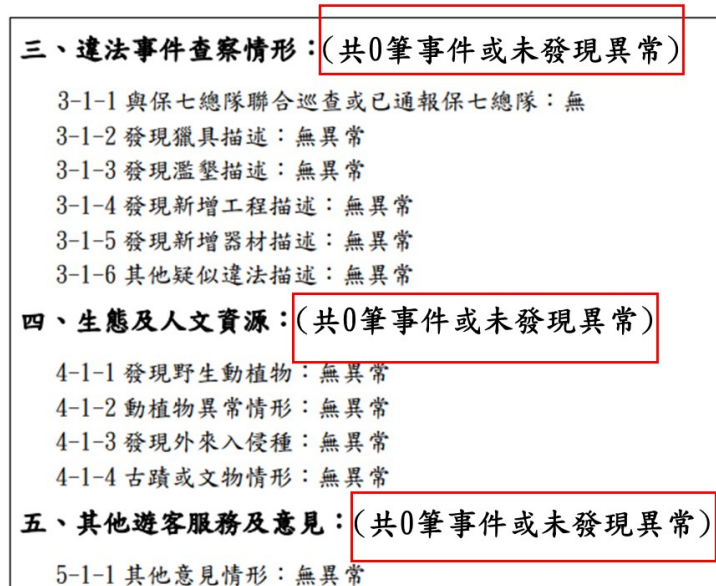 三、違法事件查察情形：(共0筆事件或未發現異常)
3-1-1 與保七總隊聯合巡查或已通報保七總隊：無
3-1-2 發現獵具描述：無異常
3-1-3 發現濫墾描述：無異常
3-1-4 發現新增工程描述：無異常
3-1-5 發現新增器材描述：無異常
3-1-6 其他疑似違法描述：無異常
四、生態及人文資源：(共0筆事件或未發現異常)
4-1-1 發現野生動植物：無異常
4-1-2 動植物異常情形：無異常
4-1-3 發現外來入侵種：無異常
4-1-4 古蹟或文物情形：無異常
五、其他遊客服務及意見：(共0筆事件或未發現異常)
5-1-1 其他意見情形：無異常